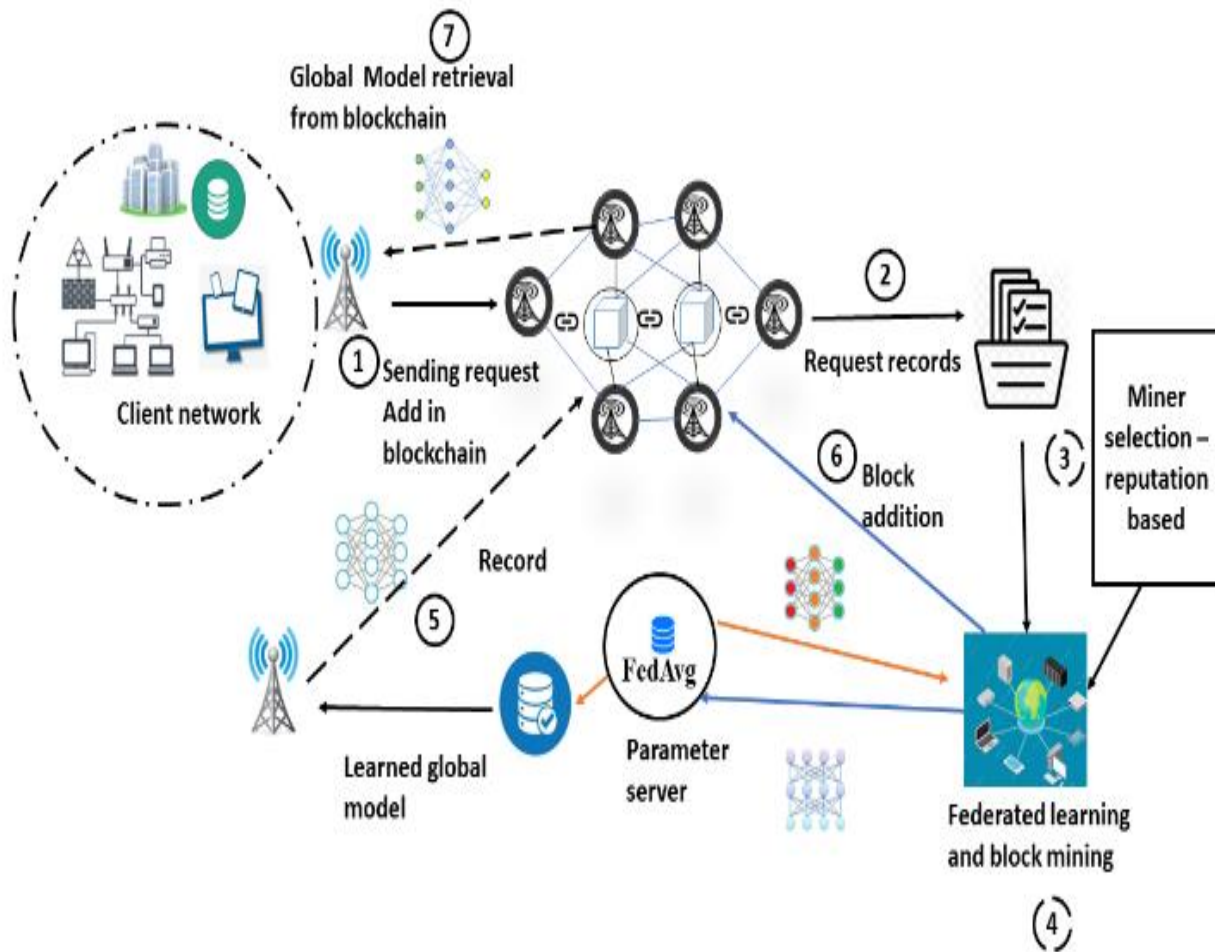 7
Global Model retrieval
from blockchain
Client network
1
Sending request
Add in
blockchain
2
Request records
3
Miner
selection –
reputation
based
6
Block
addition
Record
5
FedAvg
Parameter
server
Learned global
model
Federated learning
and block mining
4